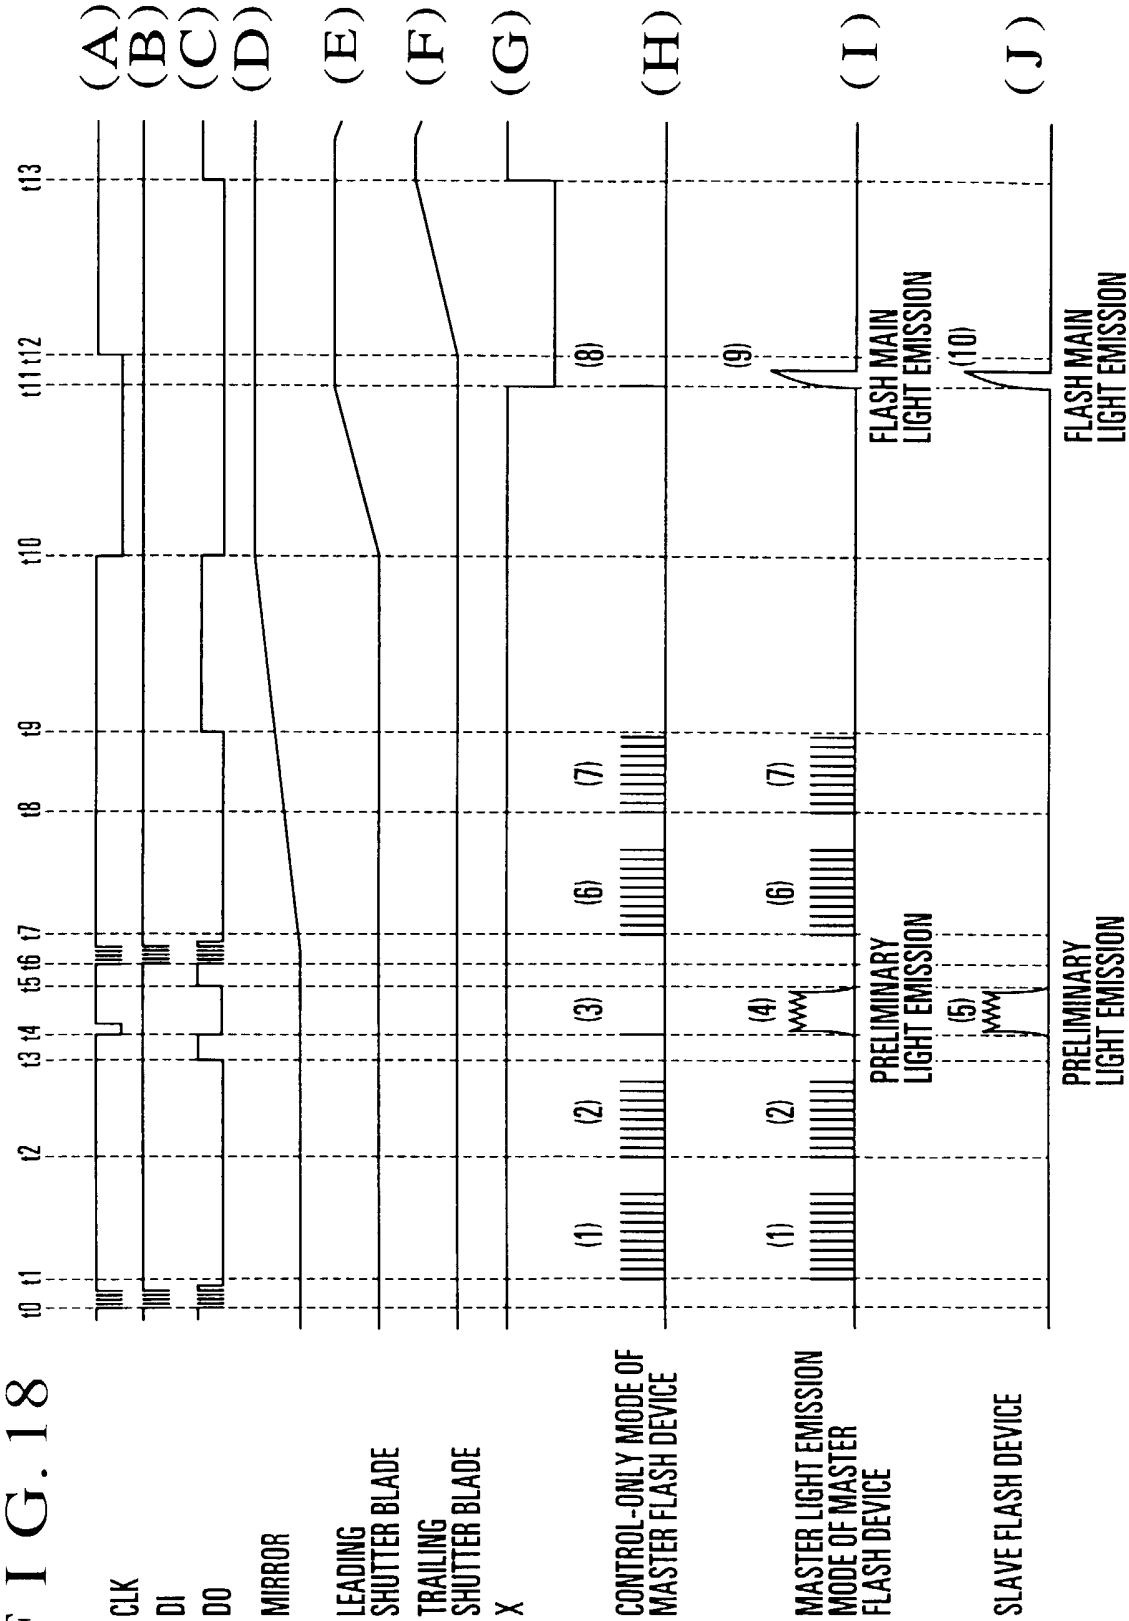 F I G. 18
t0 t1 t2 t3 t4 t5 t6 t7 t8 t9 t10 t11 t12 t13
CLK (A)
DI (B)
DO (C)
MIRROR (D)
LEADING
SHUTTER BLADE (E)
TRAILING
SHUTTER BLADE (F)
X (G)
(1) (2) (3) (6) (7) (8)
CONTROL-ONLY MODE OF
MASTER FLASH DEVICE (H)
(1) (2) (4) (6) (7) (9)
MASTER LIGHT EMISSION
MODE OF MASTER
FLASH DEVICE (I)
PRELIMINARY
LIGHT EMISSION
FLASH MAIN
LIGHT EMISSION
(5) (10)
SLAVE FLASH DEVICE (J)
PRELIMINARY
LIGHT EMISSION
FLASH MAIN
LIGHT EMISSION